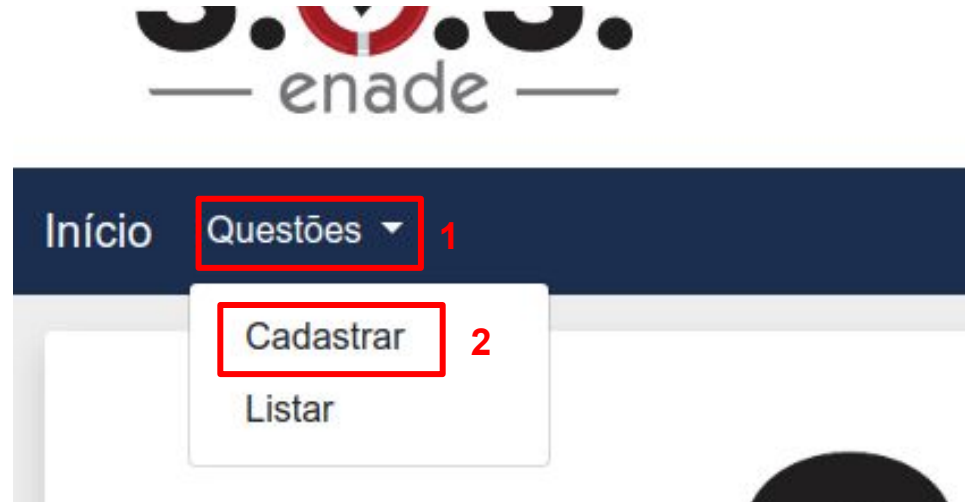 S.O.S.
enade
Início Questões 1
Cadastrar 2
Listar